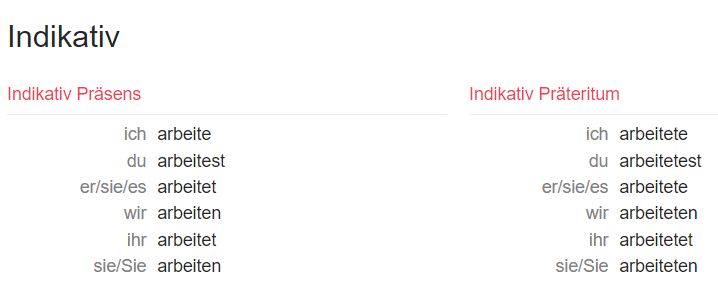 Indikativ
Indikativ Präsens
ich arbeite
du arbeitest
er/sie/es arbeitet
wir arbeiten
ihr arbeitet
sie/Sie arbeiten
Indikativ Präteritum
ich arbeitete
du arbeitetest
er/sie/es arbeitete
wir arbeiteten
ihr arbeitetet
sie/Sie arbeiteten